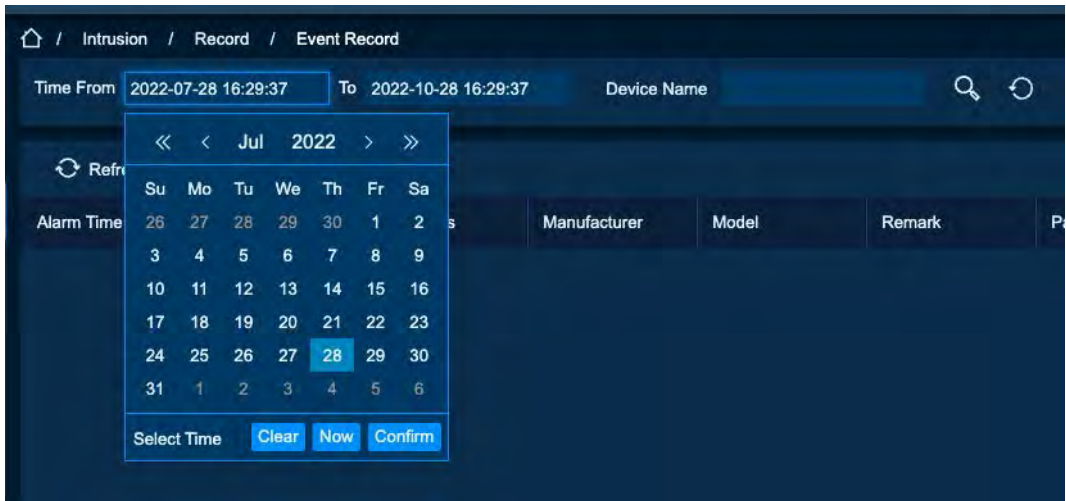 / Intrusion / Record / Event Record
Time From 2022-07-28 16:29:37 To 2022-10-28 16:29:37 Device Name
« < Jul 2022 > »
Refre
Su Mo Tu We Th Fr Sa
Alarm Time s Manufacturer Model Remark Pa
26 27 28 29 30 1 2
3 4 5 6 7 8 9
10 11 12 13 14 15 16
17 18 19 20 21 22 23
24 25 26 27 28 29 30
31 1 2 3 4 5 6
Select Time Clear Now Confirm